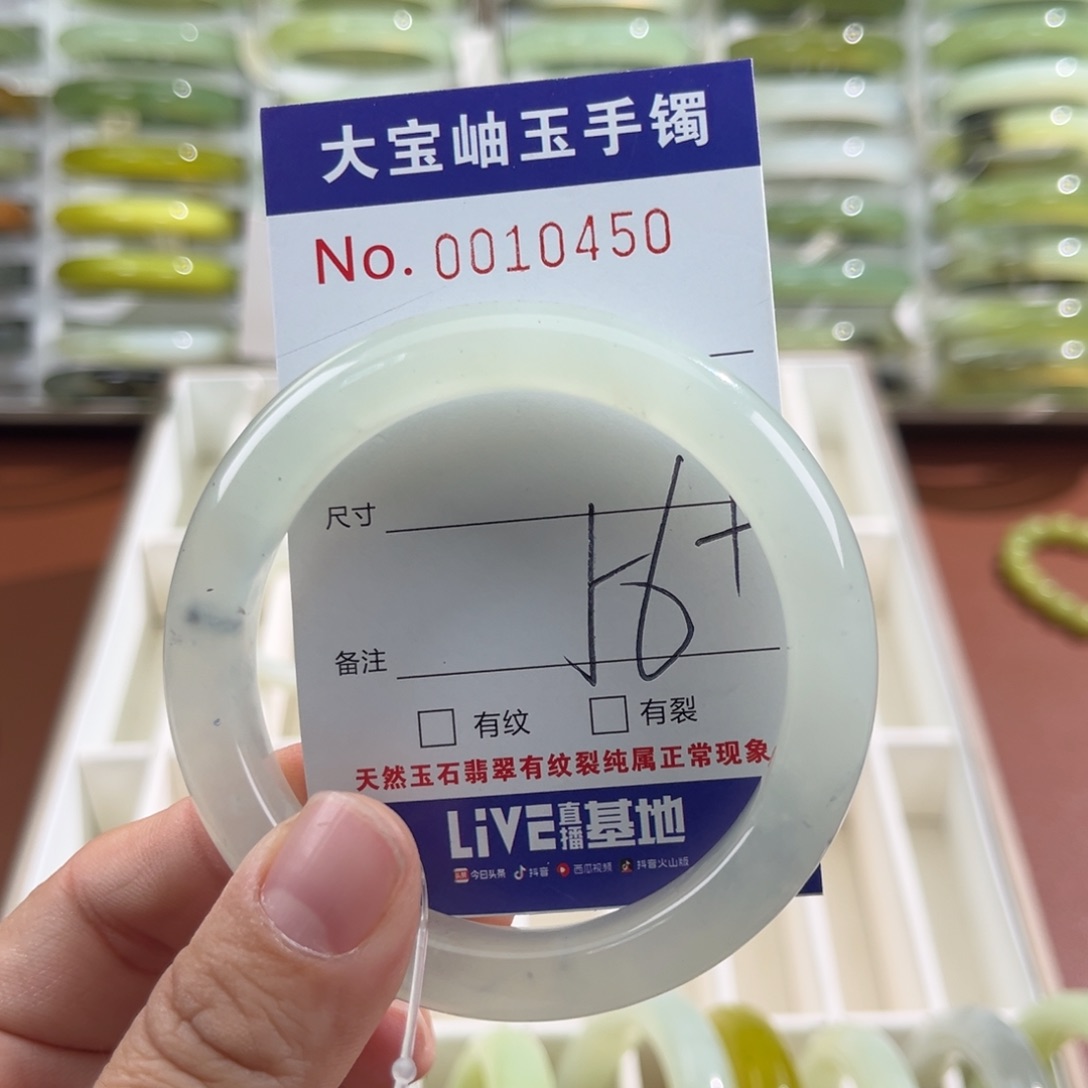 大宝岫玉手镯
No. 0010450
尺寸 56+
备注
有纹 有裂
天然玉石翡翠有纹裂纯属正常现象
LiVE直播基地
今日头条 抖音 西瓜视频 抖音火山版